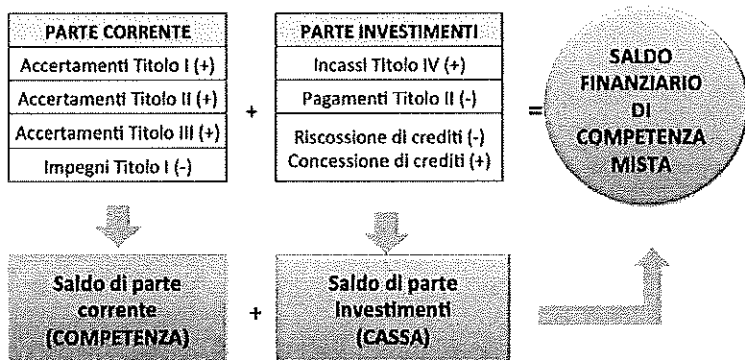 PARTE CORRENTE
Accertamenti Titolo I (+)
Accertamenti Titolo II (+)
Accertamenti Titolo III (+)
Impegni Titolo I (-)
+
PARTE INVESTIMENTI
Incassi Titolo IV (+)
Pagamenti Titolo II (-)
Riscossione di crediti (-)
Concessione di crediti (+)
=
SALDO
FINANZIARIO
DI
COMPETENZA
MISTA
Saldo di parte
corrente
(COMPETENZA)
+
Saldo di parte
Investimenti
(CASSA)